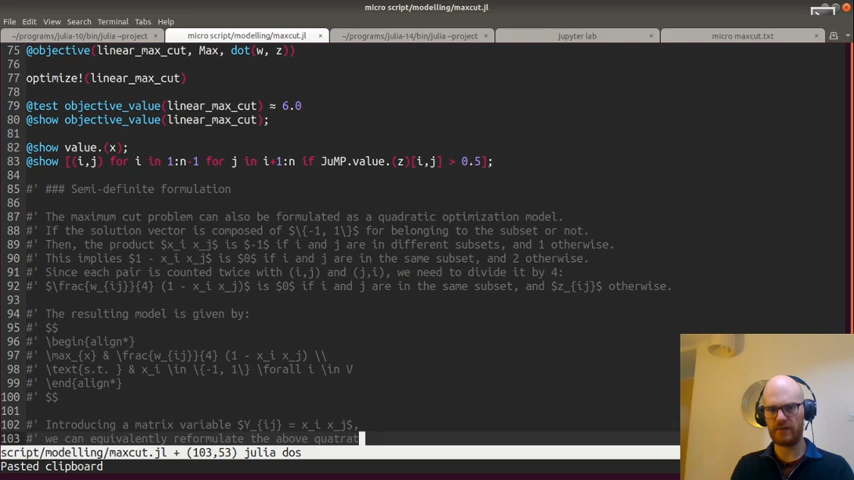 micro script/modelling/maxcut.jl
File Edit View Search Terminal Tabs Help
~/programs/julia-10/bin/julia –project × micro script/modelling/maxcut.jl × ~/programs/julia-14/bin/julia –project × jupyter lab × micro maxcut.txt ×
75 @objective(linear_max_cut, Max, dot(w, z))
76
77 optimize!(linear_max_cut)
78
79 @test objective_value(linear_max_cut) ≈ 6.0
80 @show objective_value(linear_max_cut);
81
82 @show value.(x);
83 @show [(i,j) for i in 1:n-1 for j in i+1:n if JuMP.value.(z)[i,j] > 0.5];
84
85 #' ### Semi-definite formulation
86
87 #' The maximum cut problem can also be formulated as a quadratic optimization model.
88 #' If the solution vector is composed of $\{-1, 1\}$ for belonging to the subset or not.
89 #' Then, the product $x_i x_j$ is $-1$ if i and j are in different subsets, and 1 otherwise.
90 #' This implies $1 - x_i x_j$ is $0$ if i and j are in the same subset, and 2 otherwise.
91 #' Since each pair is counted twice with (i,j) and (j,i), we need to divide it by 4:
92 #' $\frac{w_{ij}}{4} (1 - x_i x_j)$ is $0$ if i and j are in the same subset, and $z_{ij}$ otherwise.
93
94 #' The resulting model is given by:
95 #' $$
96 #' \begin{align*}
97 #' \max_{x} & \frac{w_{ij}}{4} (1 - x_i x_j) \\
98 #' \text{s.t. } & x_i \in \{-1, 1\} \forall i \in V
99 #' \end{align*}
100 #' $$
101
102 #' Introducing a matrix variable $Y_{ij} = x_i x_j$,
103 #' we can equivalently reformulate the above quatrat
script/modelling/maxcut.jl + (103,53) julia dos
Pasted clipboard